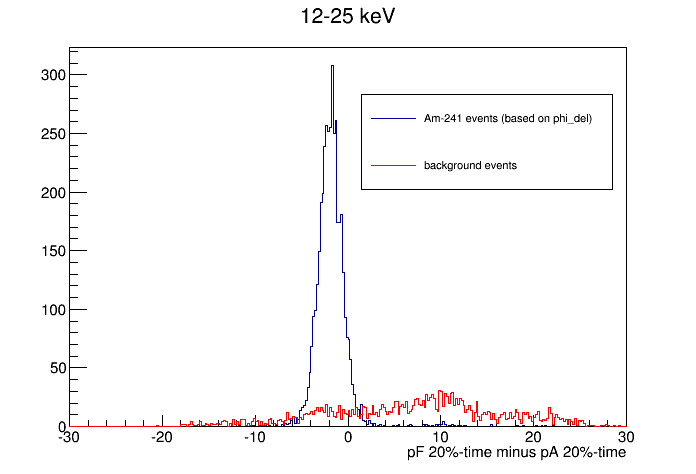 12-25 keV
300
250
200
150
100
50
0
Am-241 events (based on phi_del)
background events
-30 -20 -10 0 10 20 30
pF 20%-time minus pA 20%-time